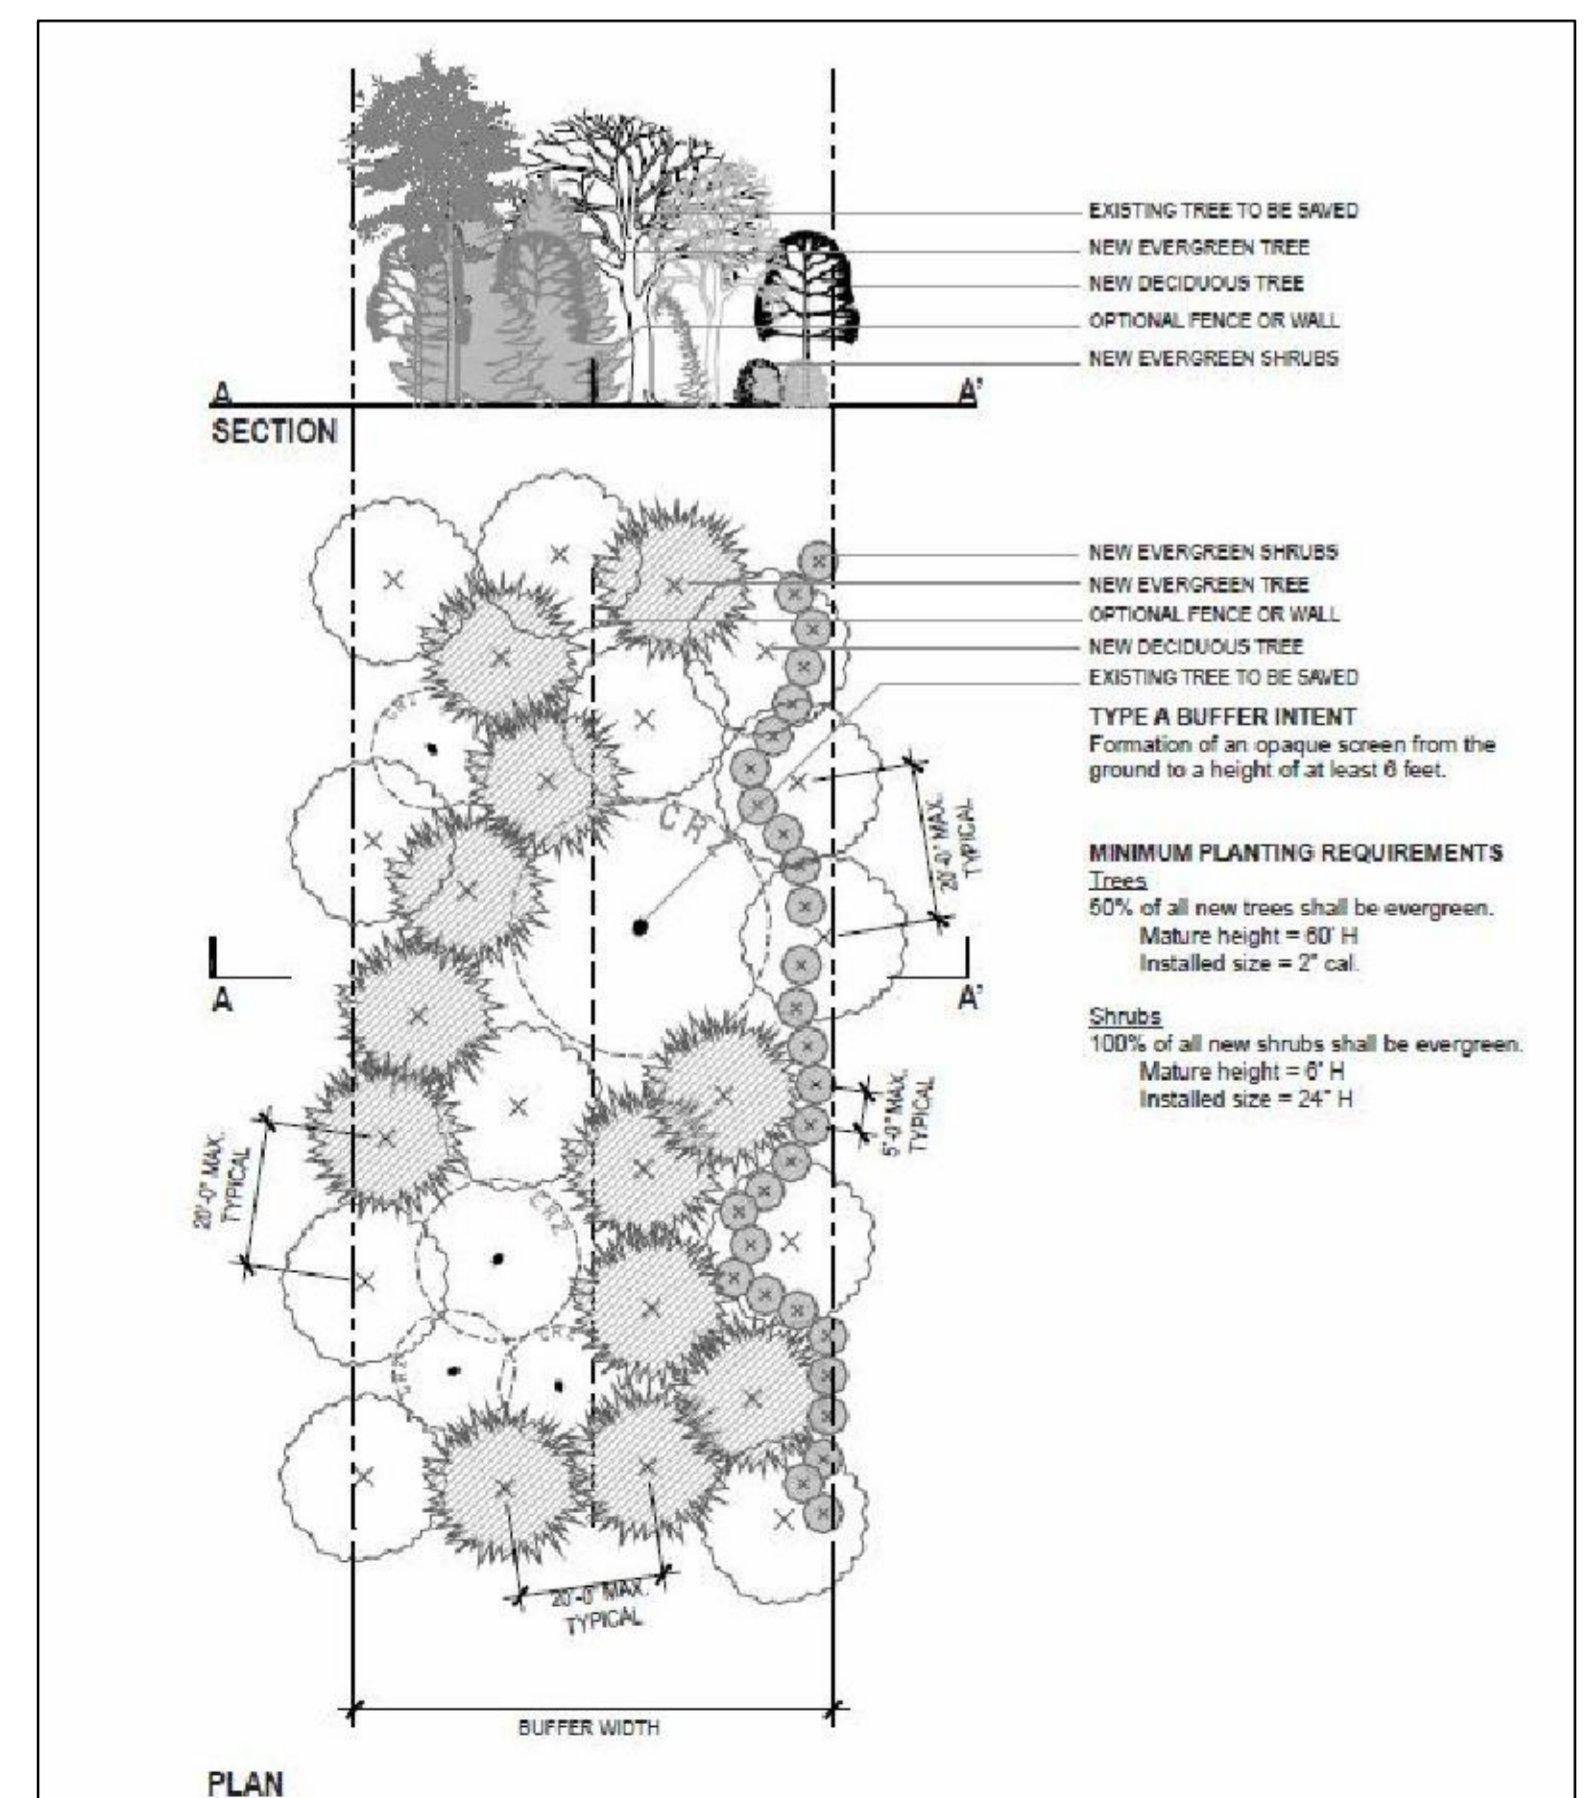 EXISTING TREE TO BE SAVED
NEW EVERGREEN TREE
NEW DECIDUOUS TREE
OPTIONAL FENCE OR WALL
NEW EVERGREEN SHRUBS
A A'
SECTION
NEW EVERGREEN SHRUBS
NEW EVERGREEN TREE
OPTIONAL FENCE OR WALL
NEW DECIDUOUS TREE
EXISTING TREE TO BE SAVED
TYPE A BUFFER INTENT
Formation of an opaque screen from the
ground to a height of at least 6 feet.
CRZ
CR
20'-0" MAX.
TYPICAL
MINIMUM PLANTING REQUIREMENTS
Trees
50% of all new trees shall be evergreen.
Mature height = 60' H
Installed size = 2" cal.
A A'
Shrubs
100% of all new shrubs shall be evergreen.
Mature height = 6' H
Installed size = 24" H
5'-0" MAX.
TYPICAL
20'-0" MAX.
TYPICAL
CRZ
CRZ
CRZ
20'-0" MAX.
TYPICAL
BUFFER WIDTH
PLAN